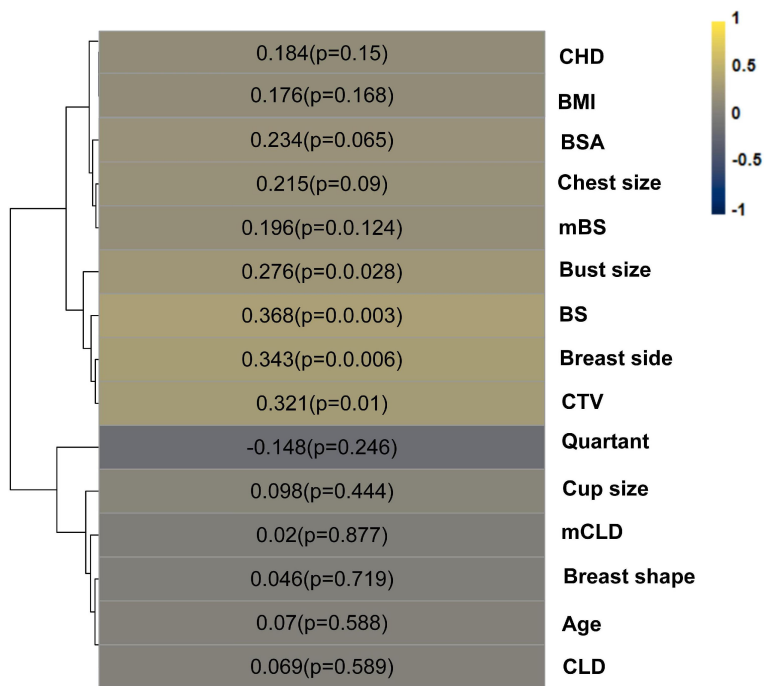 0.184(p=0.15) CHD
0.176(p=0.168) BMI
0.234(p=0.065) BSA
0.215(p=0.09) Chest size
0.196(p=0.0.124) mBS
0.276(p=0.0.028) Bust size
0.368(p=0.0.003) BS
0.343(p=0.0.006) Breast side
0.321(p=0.01) CTV
-0.148(p=0.246) Quartant
0.098(p=0.444) Cup size
0.02(p=0.877) mCLD
0.046(p=0.719) Breast shape
0.07(p=0.588) Age
0.069(p=0.589) CLD
1
0.5
0
-0.5
-1